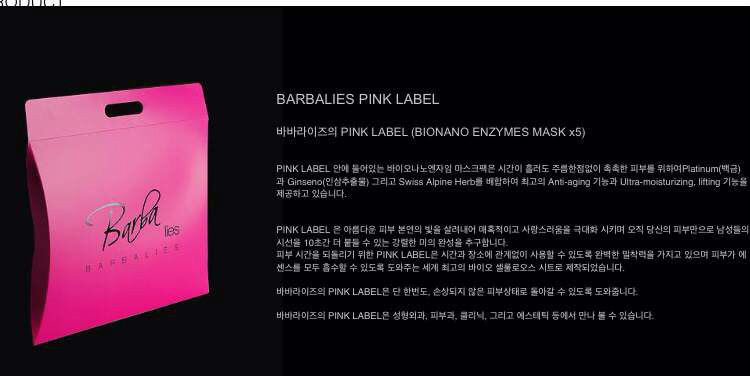 PRODUCT
BARBALIES PINK LABEL
바바라이즈의 PINK LABEL (BIONANO ENZYMES MASK x5)
PINK LABEL 안에 들어있는 바이오나노엔자임 마스크팩은 시간이 흘러도 주름한점없이 촉촉한 피부를 위하여Platinum(백금)
과 Ginseno(인삼추출물) 그리고 Swiss Alpine Herb를 배합하여 최고의 Anti-aging 기능과 Ultra-moisturizing, lifting 기능을
제공하고 있습니다.
PINK LABEL 은 아름다운 피부 본연의 빛을 살려내어 매혹적이고 사랑스러움을 극대화 시키며 오직 당신의 피부만으로 남성들의
시선을 10초간 더 붙들 수 있는 강렬한 미의 완성을 추구합니다.
피부 시간을 되돌리기 위한 PINK LABEL은 시간과 장소에 관계없이 사용할 수 있도록 완벽한 밀착력을 가지고 있으며 피부가 에
센스를 모두 흡수할 수 있도록 도와주는 세계 최고의 바이오 셀룰로오스 시트로 제작되었습니다.
바바라이즈의 PINK LABEL은 단 한번도, 손상되지 않은 피부상태로 돌아갈 수 있도록 도와줍니다.
바바라이즈의 PINK LABEL은 성형외과, 피부과, 클리닉, 그리고 에스테틱 등에서 만나 볼 수 있습니다.
Barba
lies
BARBALIES